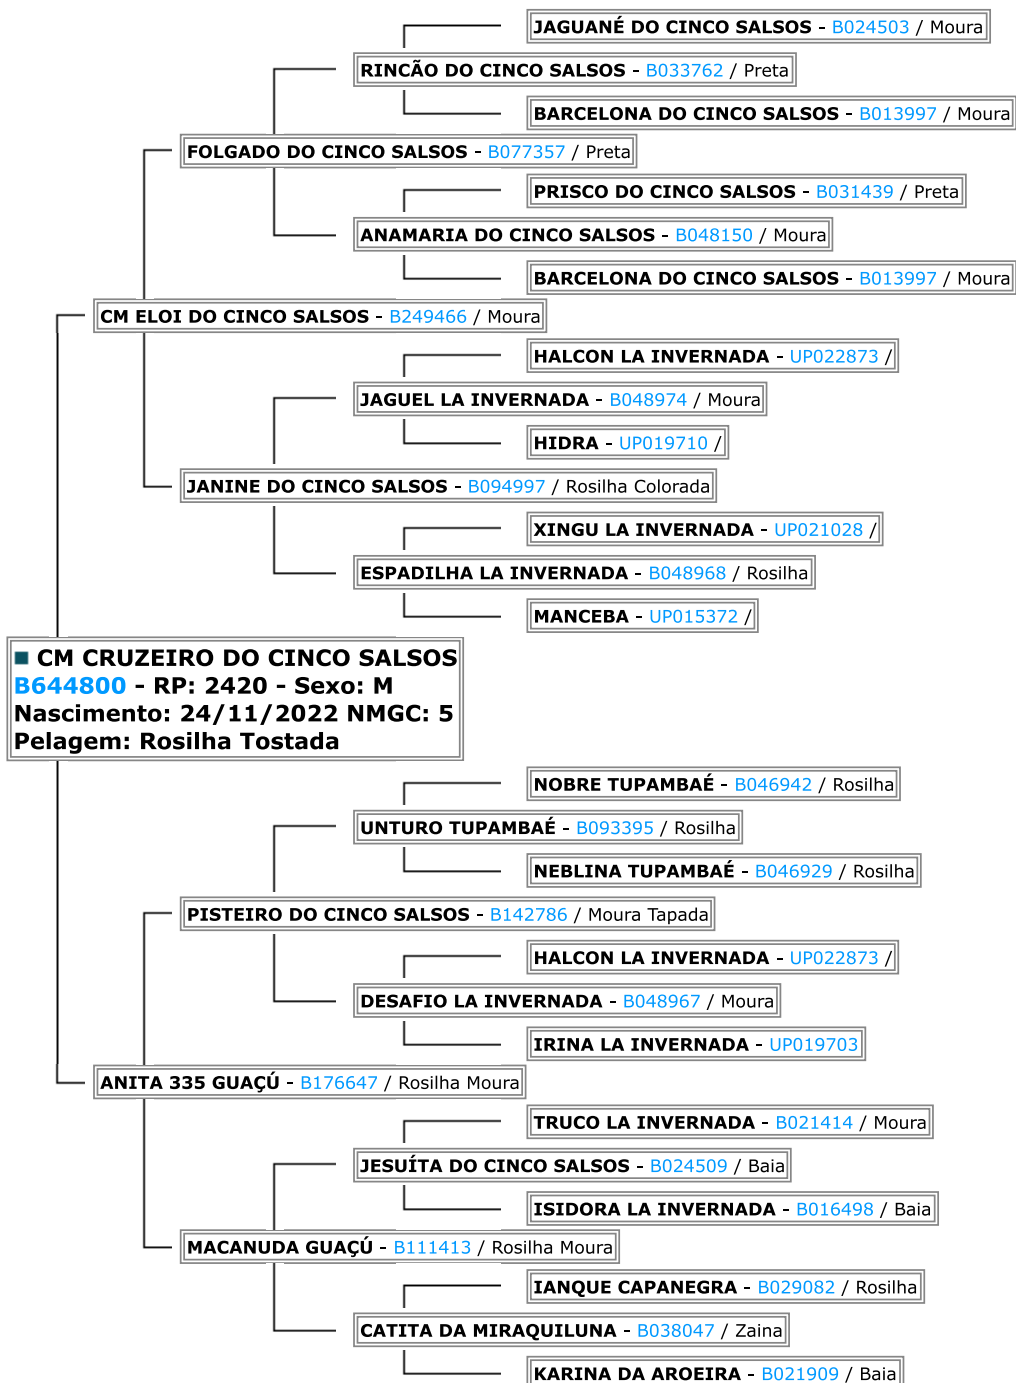 JAGUANÉ DO CINCO SALSOS - B024503 / Moura
RINCÃO DO CINCO SALSOS - B033762 / Preta
BARCELONA DO CINCO SALSOS - B013997 / Moura
FOLGADO DO CINCO SALSOS - B077357 / Preta
PRISCO DO CINCO SALSOS - B031439 / Preta
ANAMARIA DO CINCO SALSOS - B048150 / Moura
BARCELONA DO CINCO SALSOS - B013997 / Moura
CM ELOI DO CINCO SALSOS - B249466 / Moura
HALCON LA INVERNADA - UP022873 /
JAGUEL LA INVERNADA - B048974 / Moura
HIDRA - UP019710 /
JANINE DO CINCO SALSOS - B094997 / Rosilha Colorada
XINGU LA INVERNADA - UP021028 /
ESPADILHA LA INVERNADA - B048968 / Rosilha
MANCEBA - UP015372 /
CM CRUZEIRO DO CINCO SALSOS
B644800 - RP: 2420 - Sexo: M
Nascimento: 24/11/2022 NMGC: 5
Pelagem: Rosilha Tostada
NOBRE TUPAMBAÉ - B046942 / Rosilha
UNTURO TUPAMBAÉ - B093395 / Rosilha
NEBLINA TUPAMBAÉ - B046929 / Rosilha
PISTEIRO DO CINCO SALSOS - B142786 / Moura Tapada
HALCON LA INVERNADA - UP022873 /
DESAFIO LA INVERNADA - B048967 / Moura
IRINA LA INVERNADA - UP019703
ANITA 335 GUAÇÚ - B176647 / Rosilha Moura
TRUCO LA INVERNADA - B021414 / Moura
JESUÍTA DO CINCO SALSOS - B024509 / Baia
ISIDORA LA INVERNADA - B016498 / Baia
MACANUDA GUAÇÚ - B111413 / Rosilha Moura
IANQUE CAPANEGRA - B029082 / Rosilha
CATITA DA MIRAQUILUNA - B038047 / Zaina
KARINA DA AROEIRA - B021909 / Baia